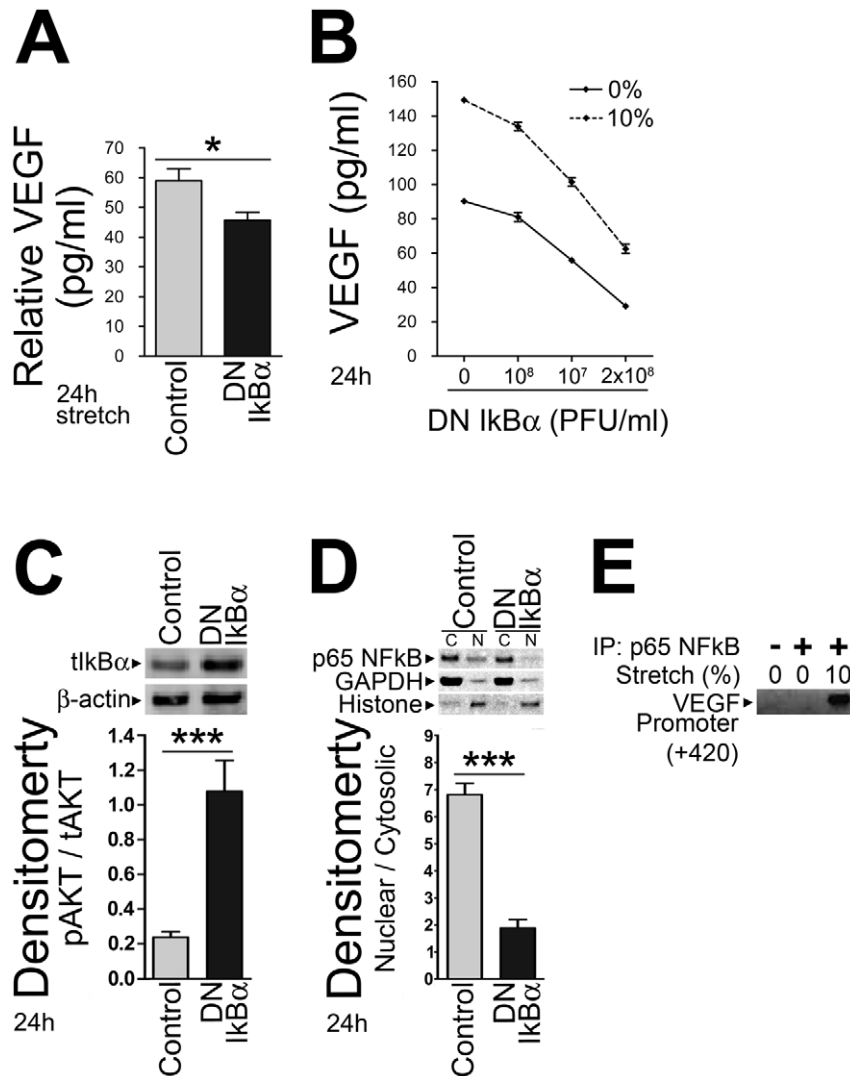 A
Relative VEGF
(pg/ml)
70
60
50
40
30
20
10
0
*
24h
stretch
Control
DN
IkBα
B
VEGF (pg/ml)
160
140
120
100
80
60
40
20
0
0%
10%
24h
0 10⁸ 10⁷ 2x10⁸
DN IkBα (PFU/ml)
C
Control
DN
IkBα
tIkBα
β-actin
Densitomerty
pAKT / tAKT
1.4
1.2
1.0
0.8
0.6
0.4
0.2
0.0
***
24h
Control
DN
IkBα
D
Control
DN
IkBα
C N C N
p65 NFkB
GAPDH
Histone
Densitomerty
Nuclear / Cytosolic
9
8
7
6
5
4
3
2
1
0
***
24h
Control
DN
IkBα
E
IP: p65 NFkB - + +
Stretch (%) 0 0 10
VEGF
Promoter
(+420)